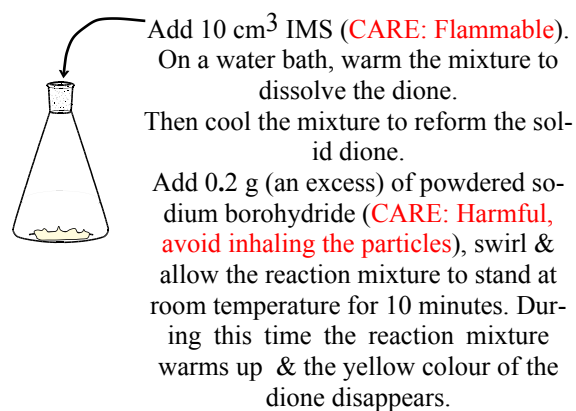 Add 10 cm3 IMS (CARE: Flammable).
On a water bath, warm the mixture to
dissolve the dione.
Then cool the mixture to reform the sol-
id dione.
Add 0.2 g (an excess) of powdered so-
dium borohydride (CARE: Harmful,
avoid inhaling the particles), swirl &
allow the reaction mixture to stand at
room temperature for 10 minutes. Dur-
ing this time the reaction mixture
warms up & the yellow colour of the
dione disappears.